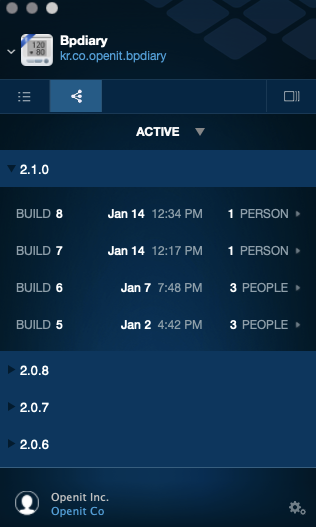 Bpdiary
kr.co.openit.bpdiary
ACTIVE
2.1.0
BUILD 8 Jan 14 12:34 PM 1 PERSON
BUILD 7 Jan 14 12:17 PM 1 PERSON
BUILD 6 Jan 7 7:48 PM 3 PEOPLE
BUILD 5 Jan 2 4:42 PM 3 PEOPLE
2.0.8
2.0.7
2.0.6
Openit Inc.
Openit Co